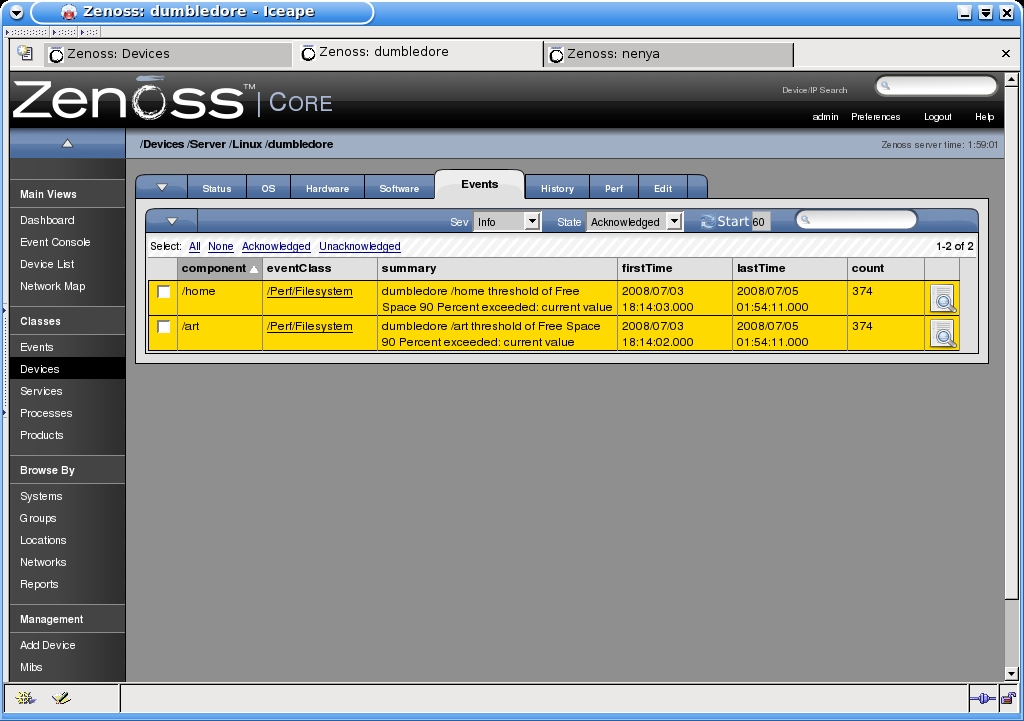 Zenoss: dumbledore - Iceape
Zenoss: Devices
Zenoss: dumbledore
Zenoss: nenya
Zenoss™ | CORE
Device/IP Search
admin Preferences Logout Help
/Devices /Server /Linux /dumbledore
Zenoss server time: 1:59:01
Main Views
Dashboard
Event Console
Device List
Network Map
Classes
Events
Devices
Services
Processes
Products
Browse By
Systems
Groups
Locations
Networks
Reports
Management
Add Device
Mibs
Status OS Hardware Software Events History Perf Edit
Sev Info State Acknowledged Start 60
Select: All None Acknowledged Unacknowledged 1-2 of 2
component eventClass summary firstTime lastTime count
/home /Perf/Filesystem dumbledore /home threshold of Free 2008/07/03 2008/07/05 374
Space 90 Percent exceeded: current value 18:14:03.000 01:54:11.000
/art /Perf/Filesystem dumbledore /art threshold of Free Space 2008/07/03 2008/07/05 374
90 Percent exceeded: current value 18:14:02.000 01:54:11.000